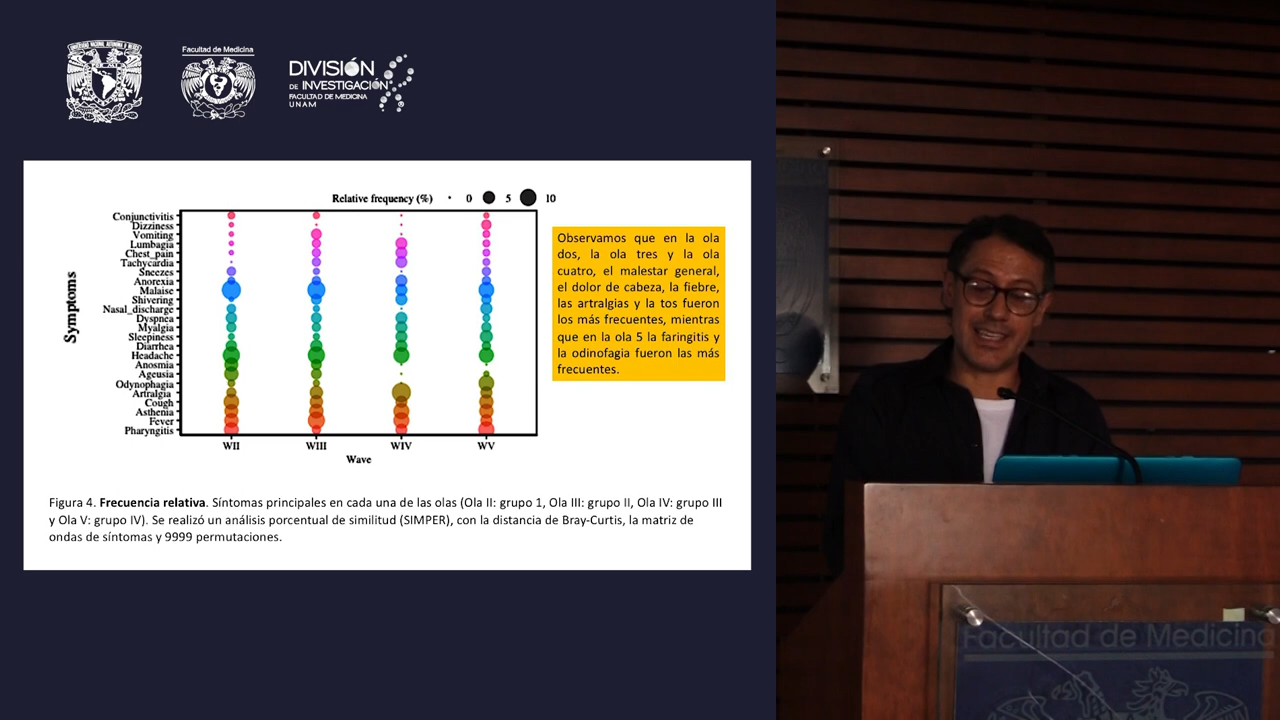 UNIVERSIDAD NACIONAL AUTÓNOMA DE MÉXICO
Facultad de Medicina
DIVISIÓN
DE INVESTIGACIÓN
FACULTAD DE MEDICINA
UNAM
Relative frequency (%) 0 5 10
Conjunctivitis
Dizziness
Vomiting
Lumbagia
Chest_pain
Tachycardia
Sneezes
Anorexia
Malaise
Shivering
Nasal_discharge
Dyspnea
Myalgia
Sleepiness
Diarrhea
Headache
Anosmia
Ageusia
Odynophagia
Artralgia
Cough
Asthenia
Fever
Pharyngitis
Symptoms
WII WIII WIV WV
Wave
Observamos que en la ola
dos, la ola tres y la ola
cuatro, el malestar general,
el dolor de cabeza, la fiebre,
las artralgias y la tos fueron
los más frecuentes, mientras
que en la ola 5 la faringitis y
la odinofagia fueron las más
frecuentes.
Figura 4. Frecuencia relativa. Síntomas principales en cada una de las olas (Ola II: grupo 1, Ola III: grupo II, Ola IV: grupo III
y Ola V: grupo IV). Se realizó un análisis porcentual de similitud (SIMPER), con la distancia de Bray-Curtis, la matriz de
ondas de síntomas y 9999 permutaciones.
Facultad de Medicina